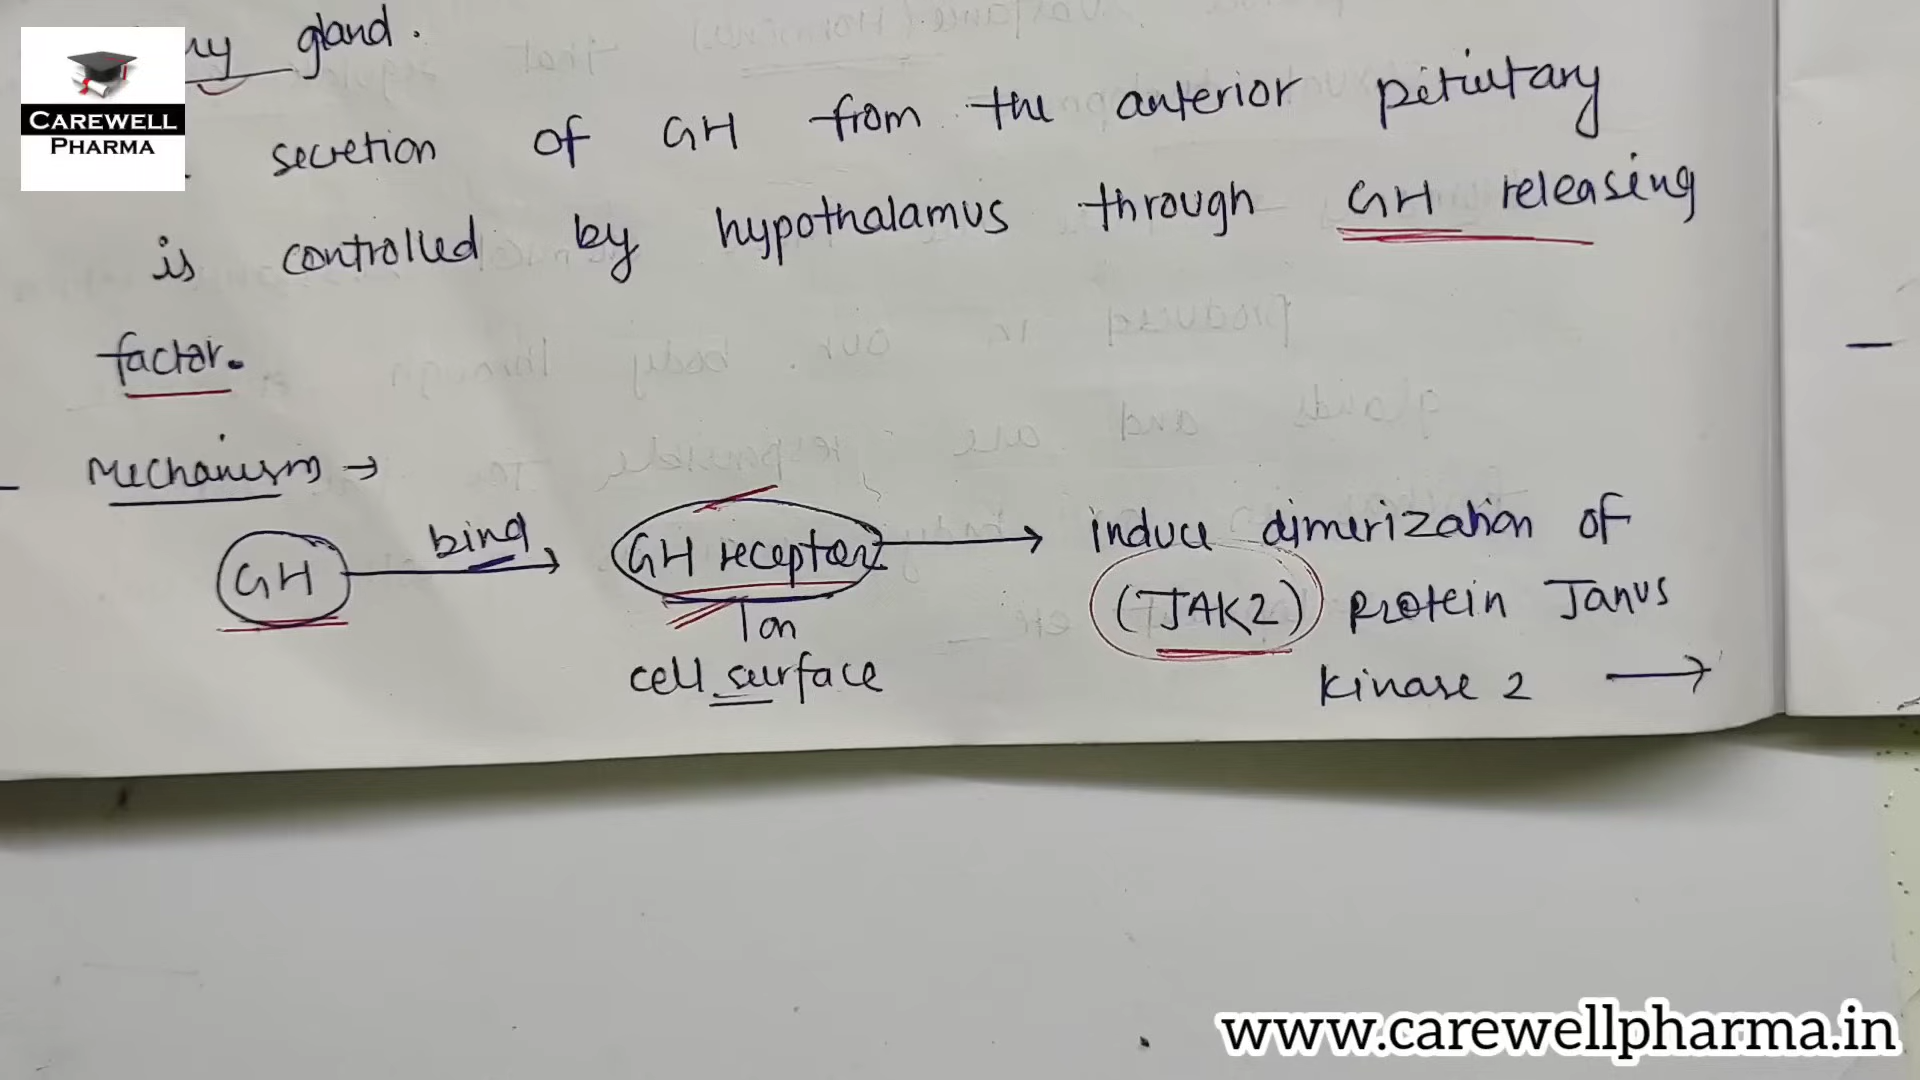 gland.
secretion of GH from the anterior pituitary
is controlled by hypothalamus through GH releasing
factor.
Mechanism →
GH bind → GH receptor → induce dimerization of
on (JAK2) protein Janus
cell surface kinase 2 →
CAREWELL
PHARMA
www.carewellpharma.in